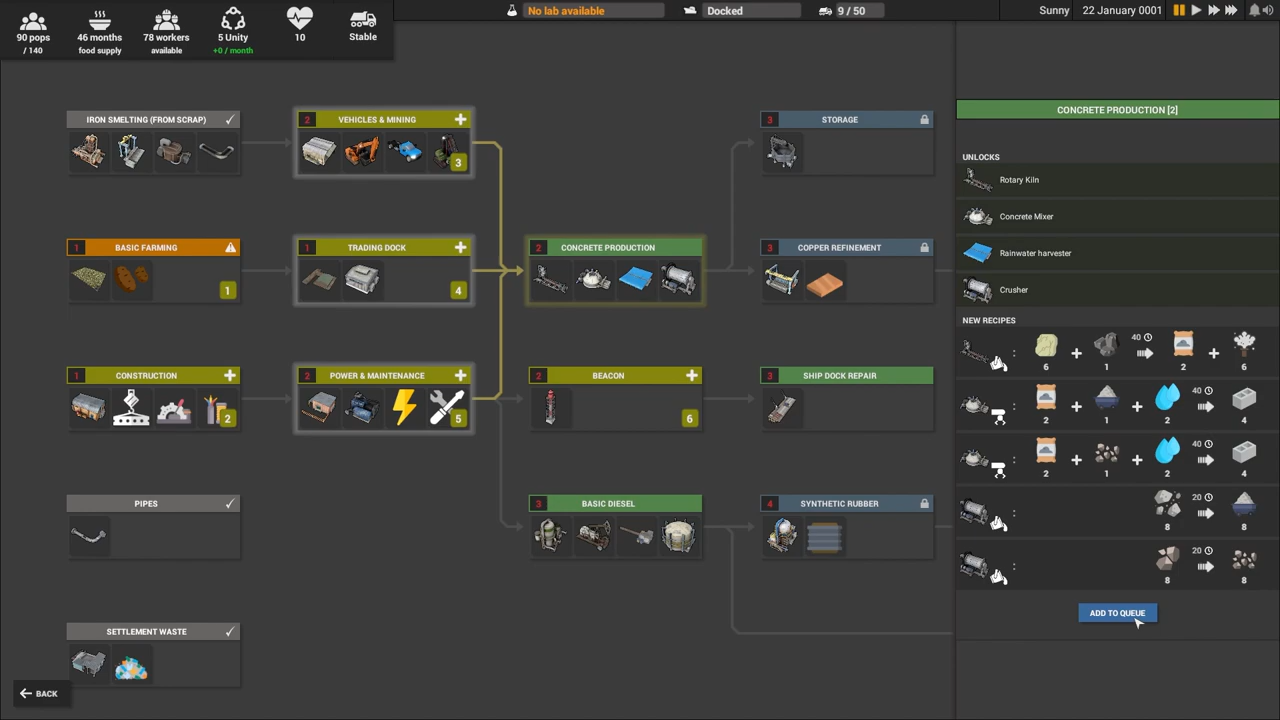 90 pops
/ 140
46 months
food supply
78 workers
available
5 Unity
+0 / month
10
Stable
No lab available
Docked
9 / 50
Sunny
22 January 0001
IRON SMELTING (FROM SCRAP)
2 VEHICLES & MINING
3
3 STORAGE
1 BASIC FARMING
1
1 TRADING DOCK
4
2 CONCRETE PRODUCTION
3 COPPER REFINEMENT
1 CONSTRUCTION
2
2 POWER & MAINTENANCE
5
2 BEACON
6
3 SHIP DOCK REPAIR
PIPES
3 BASIC DIESEL
4 SYNTHETIC RUBBER
SETTLEMENT WASTE
BACK
CONCRETE PRODUCTION [2]
UNLOCKS
Rotary Kiln
Concrete Mixer
Rainwater harvester
Crusher
NEW RECIPES
: 6 + 40 2 + 6
: 2 + 1 + 2 40 4
: 2 + 1 + 2 40 4
: 8 20 8
: 8 20 8
ADD TO QUEUE